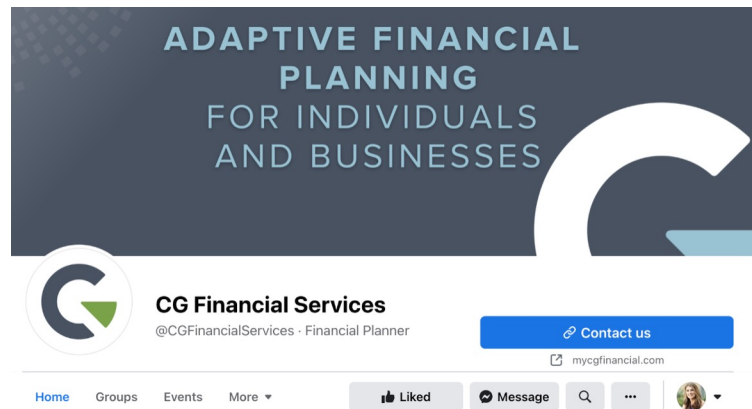 ADAPTIVE FINANCIAL
PLANNING
FOR INDIVIDUALS
AND BUSINESSES
CG Financial Services
@CGFinancialServices · Financial Planner
Contact us
mycgfinancial.com
Home Groups Events More Liked Message